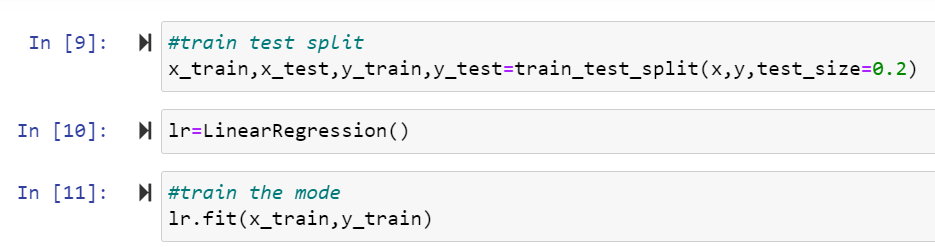 In [9]: #train test split
x_train,x_test,y_train,y_test=train_test_split(x,y,test_size=0.2)
In [10]: lr=LinearRegression()
In [11]: #train the mode
lr.fit(x_train,y_train)